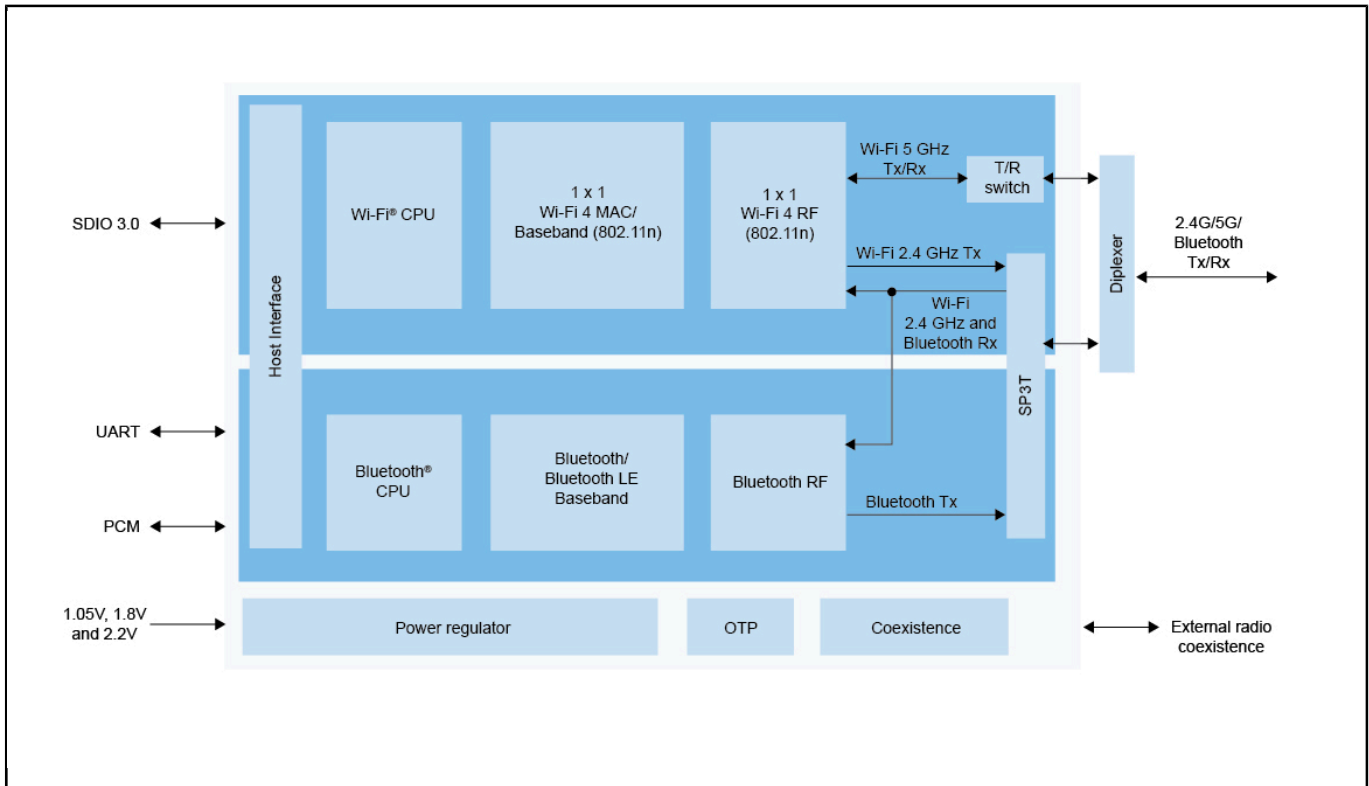 SDIO 3.0
UART
PCM
1.05V, 1.8V
and 2.2V
Host Interface
Wi-Fi® CPU
1 x 1
Wi-Fi 4 MAC/
Baseband (802.11n)
1 x 1
Wi-Fi 4 RF
(802.11n)
Wi-Fi 5 GHz
Tx/Rx
T/R
switch
Wi-Fi 2.4 GHz Tx
Wi-Fi
2.4 GHz and
Bluetooth Rx
SP3T
Diplexer
2.4G/5G/
Bluetooth
Tx/Rx
Bluetooth®
CPU
Bluetooth/
Bluetooth LE
Baseband
Bluetooth RF
Bluetooth Tx
Power regulator
OTP
Coexistence
External radio
coexistence